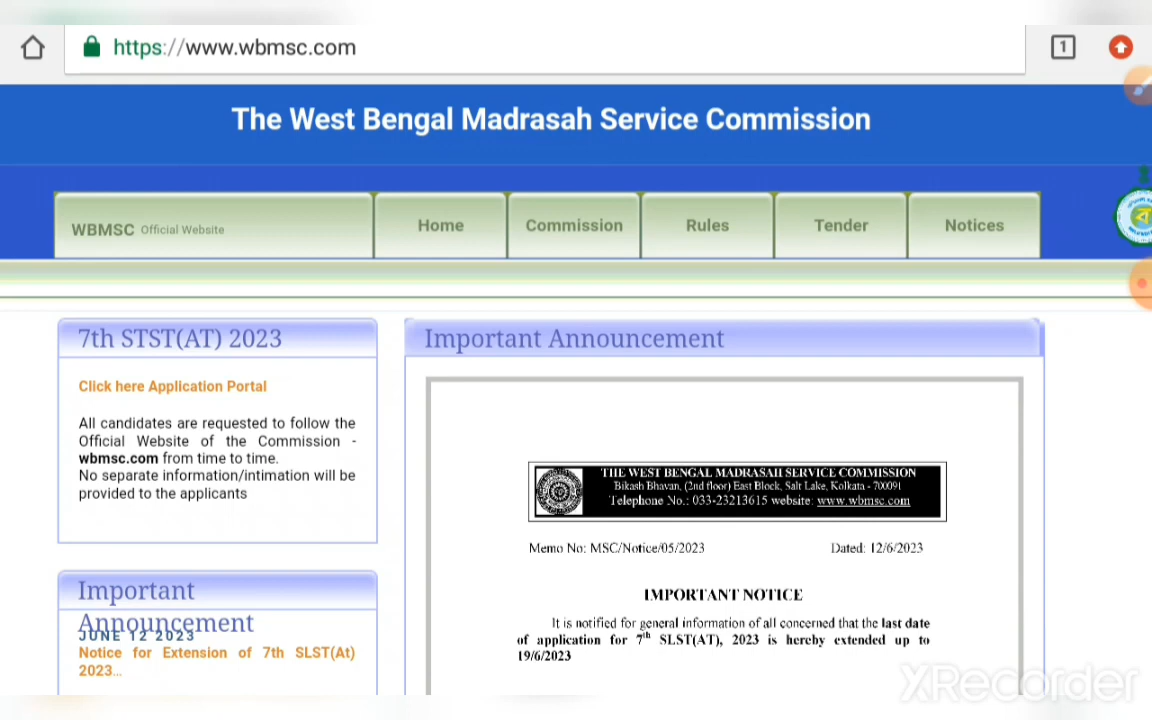 https://www.wbmsc.com
1
The West Bengal Madrasah Service Commission
WBMSC Official Website
Home
Commission
Rules
Tender
Notices
7th STST(AT) 2023
Click here Application Portal
All candidates are requested to follow the
Official Website of the Commission -
wbmsc.com from time to time.
No separate information/intimation will be
provided to the applicants
Important
Announcement
JUNE 12 2023
Notice for Extension of 7th SLST(At)
2023...
Important Announcement
THE WEST BENGAL MADRASAH SERVICE COMMISSION
Bikash Bhavan, (2nd floor) East Block, Salt Lake, Kolkata - 700091
Telephone No.: 033-23213615 website: www.wbmsc.com
Memo No: MSC/Notice/05/2023 Dated: 12/6/2023
IMPORTANT NOTICE
It is notified for general information of all concerned that the last date
of application for 7th SLST(AT), 2023 is hereby extended up to
19/6/2023
XRecorder